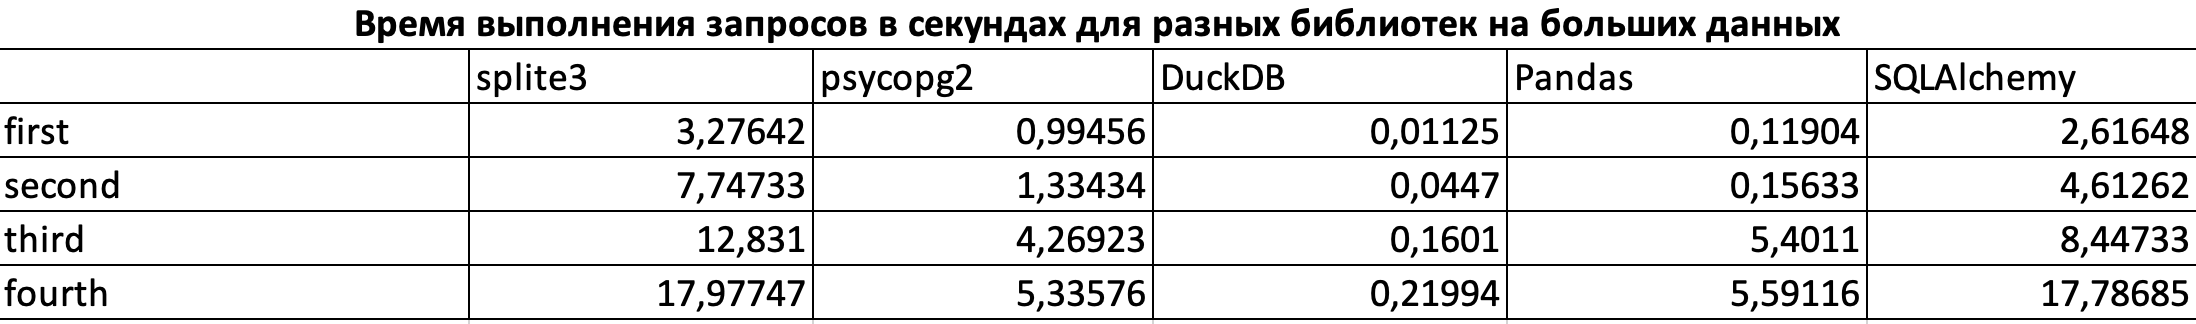 Время выполнения запросов в секундах для разных библиотек на больших данных
splite3 psycopg2 DuckDB Pandas SQLAlchemy
first 3,27642 0,99456 0,01125 0,11904 2,61648
second 7,74733 1,33434 0,0447 0,15633 4,61262
third 12,831 4,26923 0,1601 5,4011 8,44733
fourth 17,97747 5,33576 0,21994 5,59116 17,78685